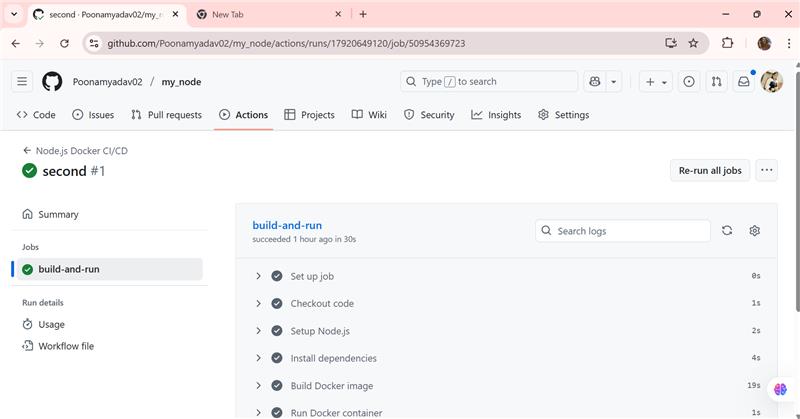 second · Poonamyadav02/my_n
New Tab
github.com/Poonamyadav02/my_node/actions/runs/17920649120/job/50954369723
Poonamyadav02 / my_node
Type / to search
Code Issues Pull requests Actions Projects Wiki Security Insights Settings
Node.js Docker CI/CD
second #1
Re-run all jobs
Summary
Jobs
build-and-run
Run details
Usage
Workflow file
build-and-run
succeeded 1 hour ago in 30s
Search logs
Set up job 0s
Checkout code 1s
Setup Node.js 2s
Install dependencies 4s
Build Docker image 19s
Run Docker container 1s